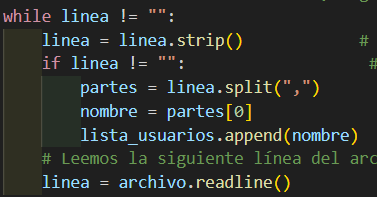 while linea != "":
    linea = linea.strip() #
    if linea != "": #
        partes = linea.split(",")
        nombre = partes[0]
        lista_usuarios.append(nombre)
    # Leemos la siguiente línea del arc
    linea = archivo.readline()